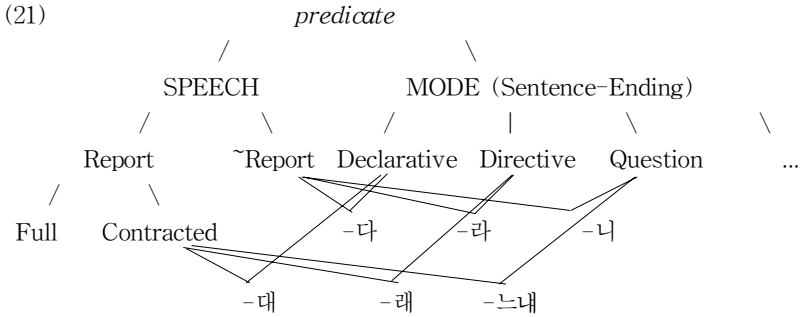 (21) predicate
SPEECH MODE (Sentence-Ending)
Report ~Report Declarative Directive Question ...
Full Contracted -다 -라 -니
-대 -래 -느냬